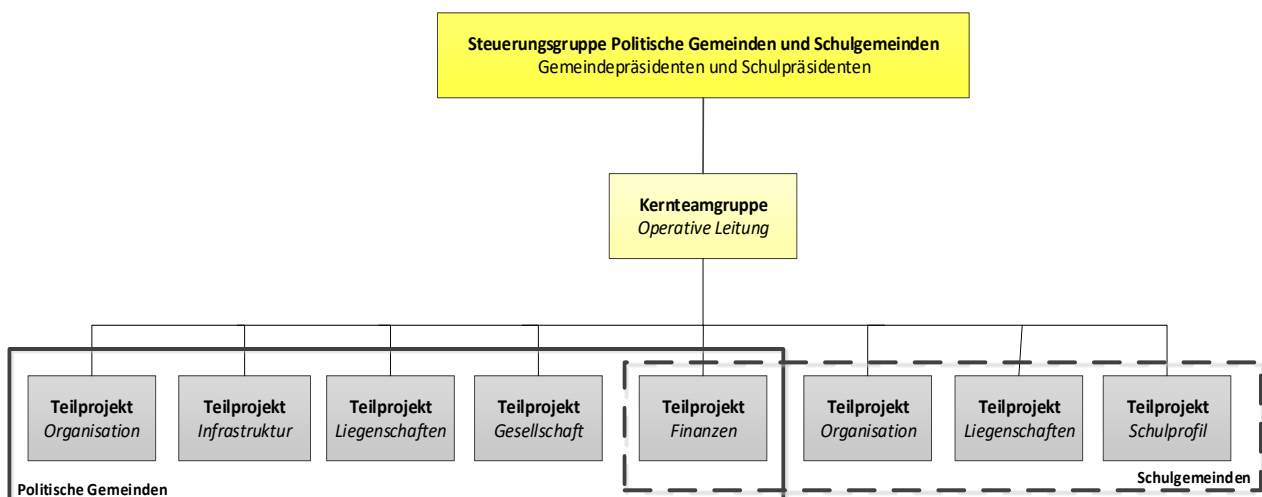 Steuerungsgruppe Politische Gemeinden und Schulgemeinden
Gemeindepräsidenten und Schulpräsidenten
Kernteamgruppe
Operative Leitung
Teilprojekt
Organisation
Teilprojekt
Infrastruktur
Teilprojekt
Liegenschaften
Teilprojekt
Gesellschaft
Teilprojekt
Finanzen
Teilprojekt
Organisation
Teilprojekt
Liegenschaften
Teilprojekt
Schulprofil
Politische Gemeinden
Schulgemeinden